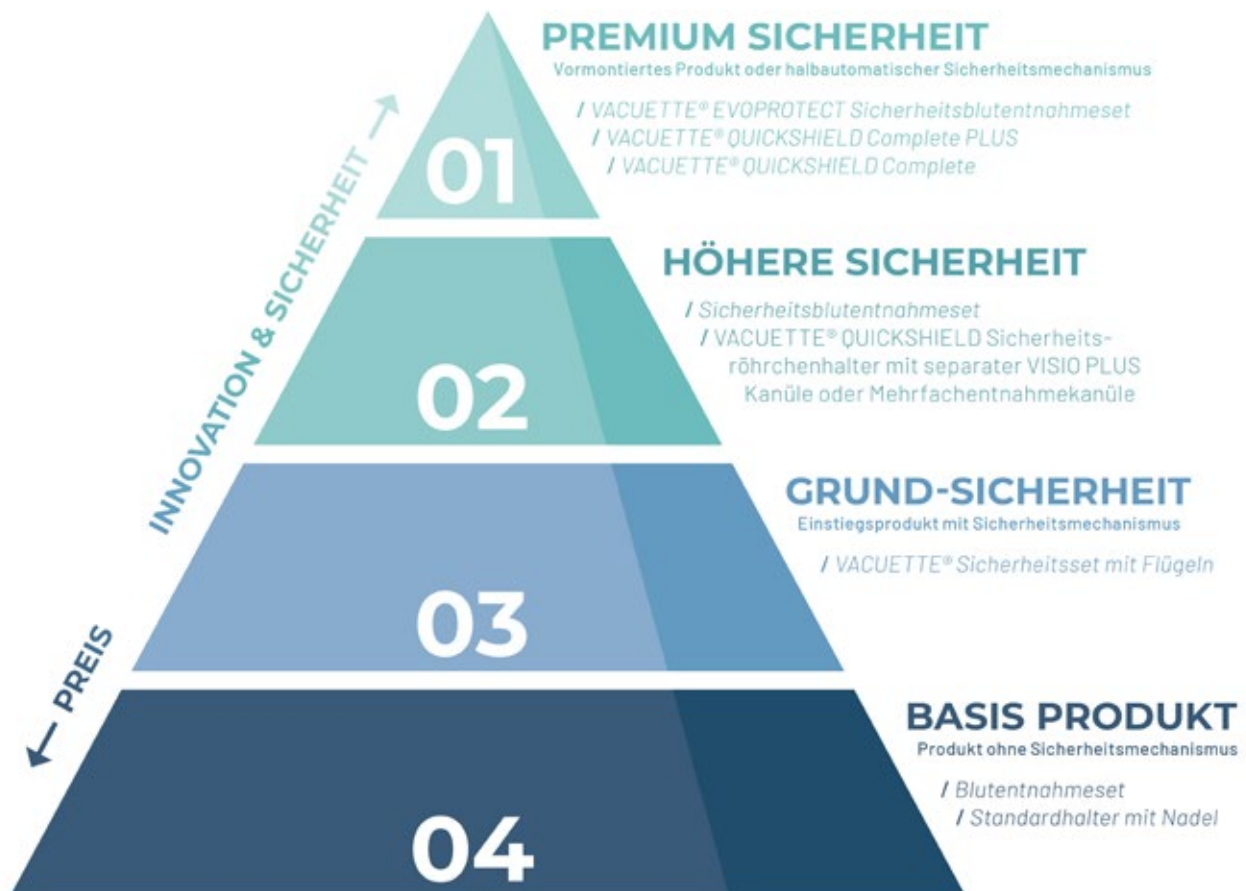 PREMIUM SICHERHEIT
Vormontiertes Produkt oder halbautomatischer Sicherheitsmechanismus
/ VACUETTE® EVOPROTECT Sicherheitsblutentnahmeset
/ VACUETTE® QUICKSHIELD Complete PLUS
/ VACUETTE® QUICKSHIELD Complete
01
INNOVATION & SICHERHEIT
HÖHERE SICHERHEIT
/ Sicherheitsblutentnahmeset
/ VACUETTE® QUICKSHIELD Sicherheits-
röhrchenhalter mit separater VISIO PLUS
Kanüle oder Mehrfachentnahmekanüle
02
GRUND-SICHERHEIT
Einstiegsprodukt mit Sicherheitsmechanismus
/ VACUETTE® Sicherheitsset mit Flügeln
03
PREIS
BASIS PRODUKT
Produkt ohne Sicherheitsmechanismus
/ Blutentnahmeset
/ Standardhalter mit Nadel
04